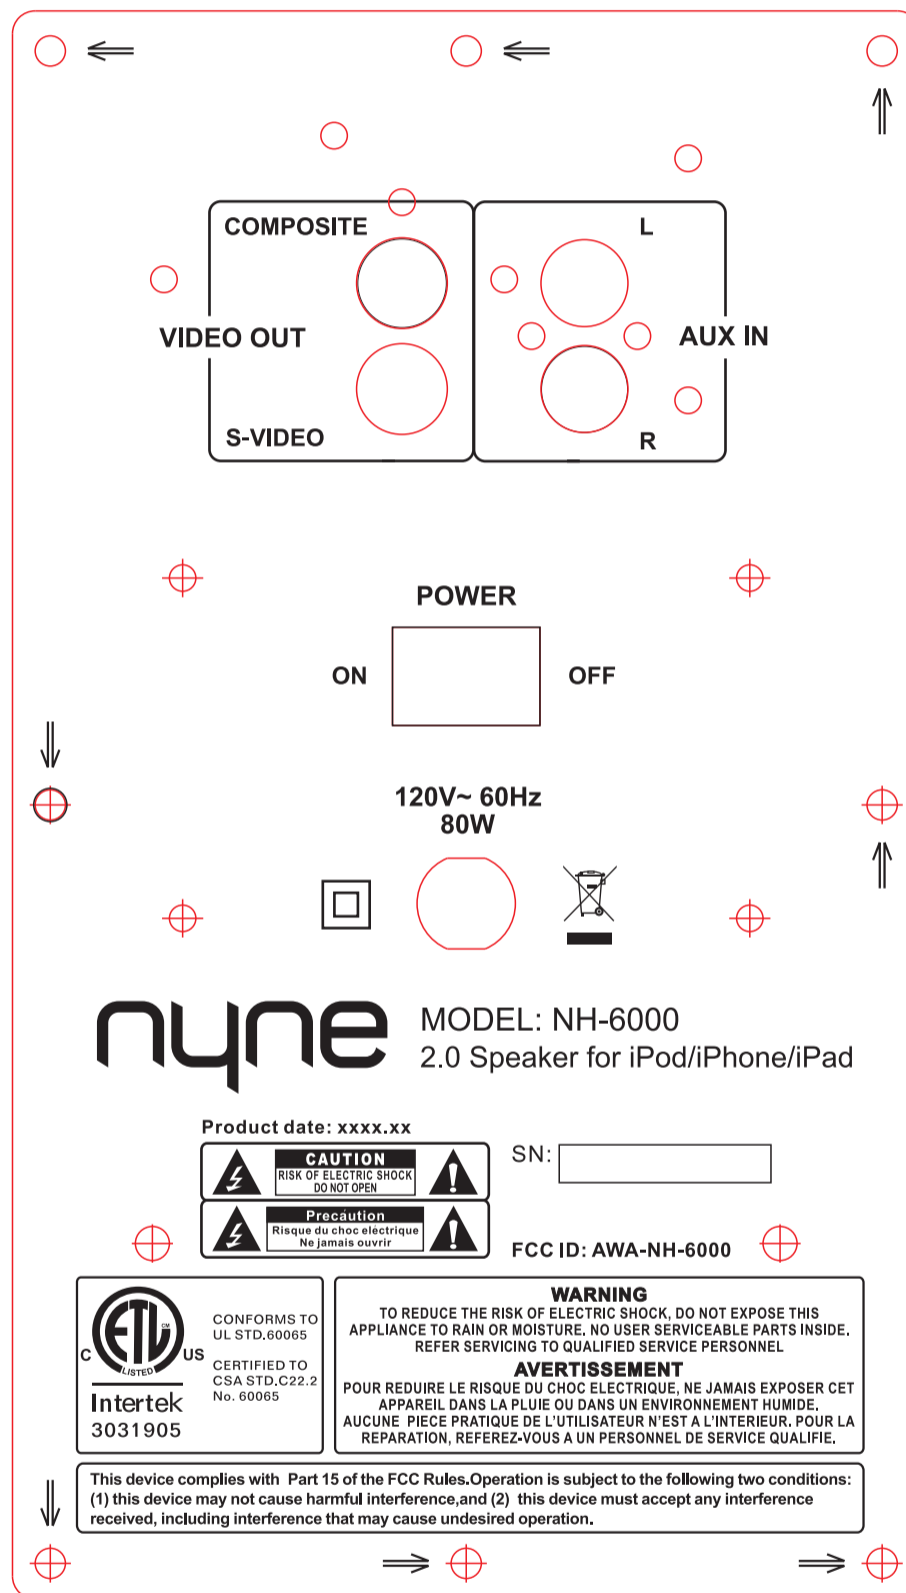 COMPOSITE
L
VIDEO OUT
AUX IN
S-VIDEO
R
POWER
ON
OFF
120V~ 60Hz
80W
nyne
MODEL: NH-6000
2.0 Speaker for iPod/iPhone/iPad
Product date: xxxx.xx
CAUTION
RISK OF ELECTRIC SHOCK
DO NOT OPEN
Precáution
Risque du choc eléctrique
Ne jamais ouvrir
SN:
FCC ID: AWA-NH-6000
ETL CM
C
US
LISTED
Intertek
3031905
CONFORMS TO
UL STD.60065
CERTIFIED TO
CSA STD.C22.2
No. 60065
WARNING
TO REDUCE THE RISK OF ELECTRIC SHOCK, DO NOT EXPOSE THIS
APPLIANCE TO RAIN OR MOISTURE. NO USER SERVICEABLE PARTS INSIDE.
REFER SERVICING TO QUALIFIED SERVICE PERSONNEL
AVERTISSEMENT
POUR REDUIRE LE RISQUE DU CHOC ELECTRIQUE, NE JAMAIS EXPOSER CET
APPAREIL DANS LA PLUIE OU DANS UN ENVIRONNEMENT HUMIDE.
AUCUNE PIECE PRATIQUE DE L'UTILISATEUR N'EST A L'INTERIEUR. POUR LA
REPARATION, REFEREZ-VOUS A UN PERSONNEL DE SERVICE QUALIFIE.
This device complies with Part 15 of the FCC Rules.Operation is subject to the following two conditions:
(1) this device may not cause harmful interference,and (2) this device must accept any interference
received, including interference that may cause undesired operation.